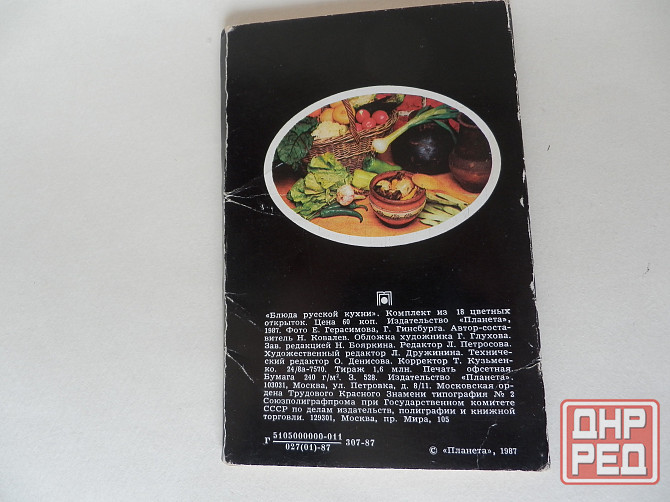 «Блюда русской кухни». Комплект из 18 цветных
открыток. Цена 60 коп. Издательство «Планета»,
1987. Фото Е. Герасимова, Г. Гинсбурга. Автор-соста-
витель Н. Ковалев. Обложка художника Г. Глухова.
Зав. редакцией Н. Бояркина. Редактор Л. Петросова.
Художественный редактор Л. Дружинина. Техниче-
ский редактор О. Денисова. Корректор Т. Кузьмен-
ко. 24/8а-7570. Тираж 1,6 млн. Печать офсетная.
Бумага 240 г/м². З. 528. Издательство «Планета».
103031, Москва, ул. Петровка, д. 8/11. Московская ор-
дена Трудового Красного Знамени типография № 2
Союзполиграфпрома при Государственном комитете
СССР по делам издательств, полиграфии и книжной
торговли. 129301, Москва, пр. Мира, 105
Г 5105000000-011 307-87
027(01)-87
© «Планета», 1987
ДНР
РЕД